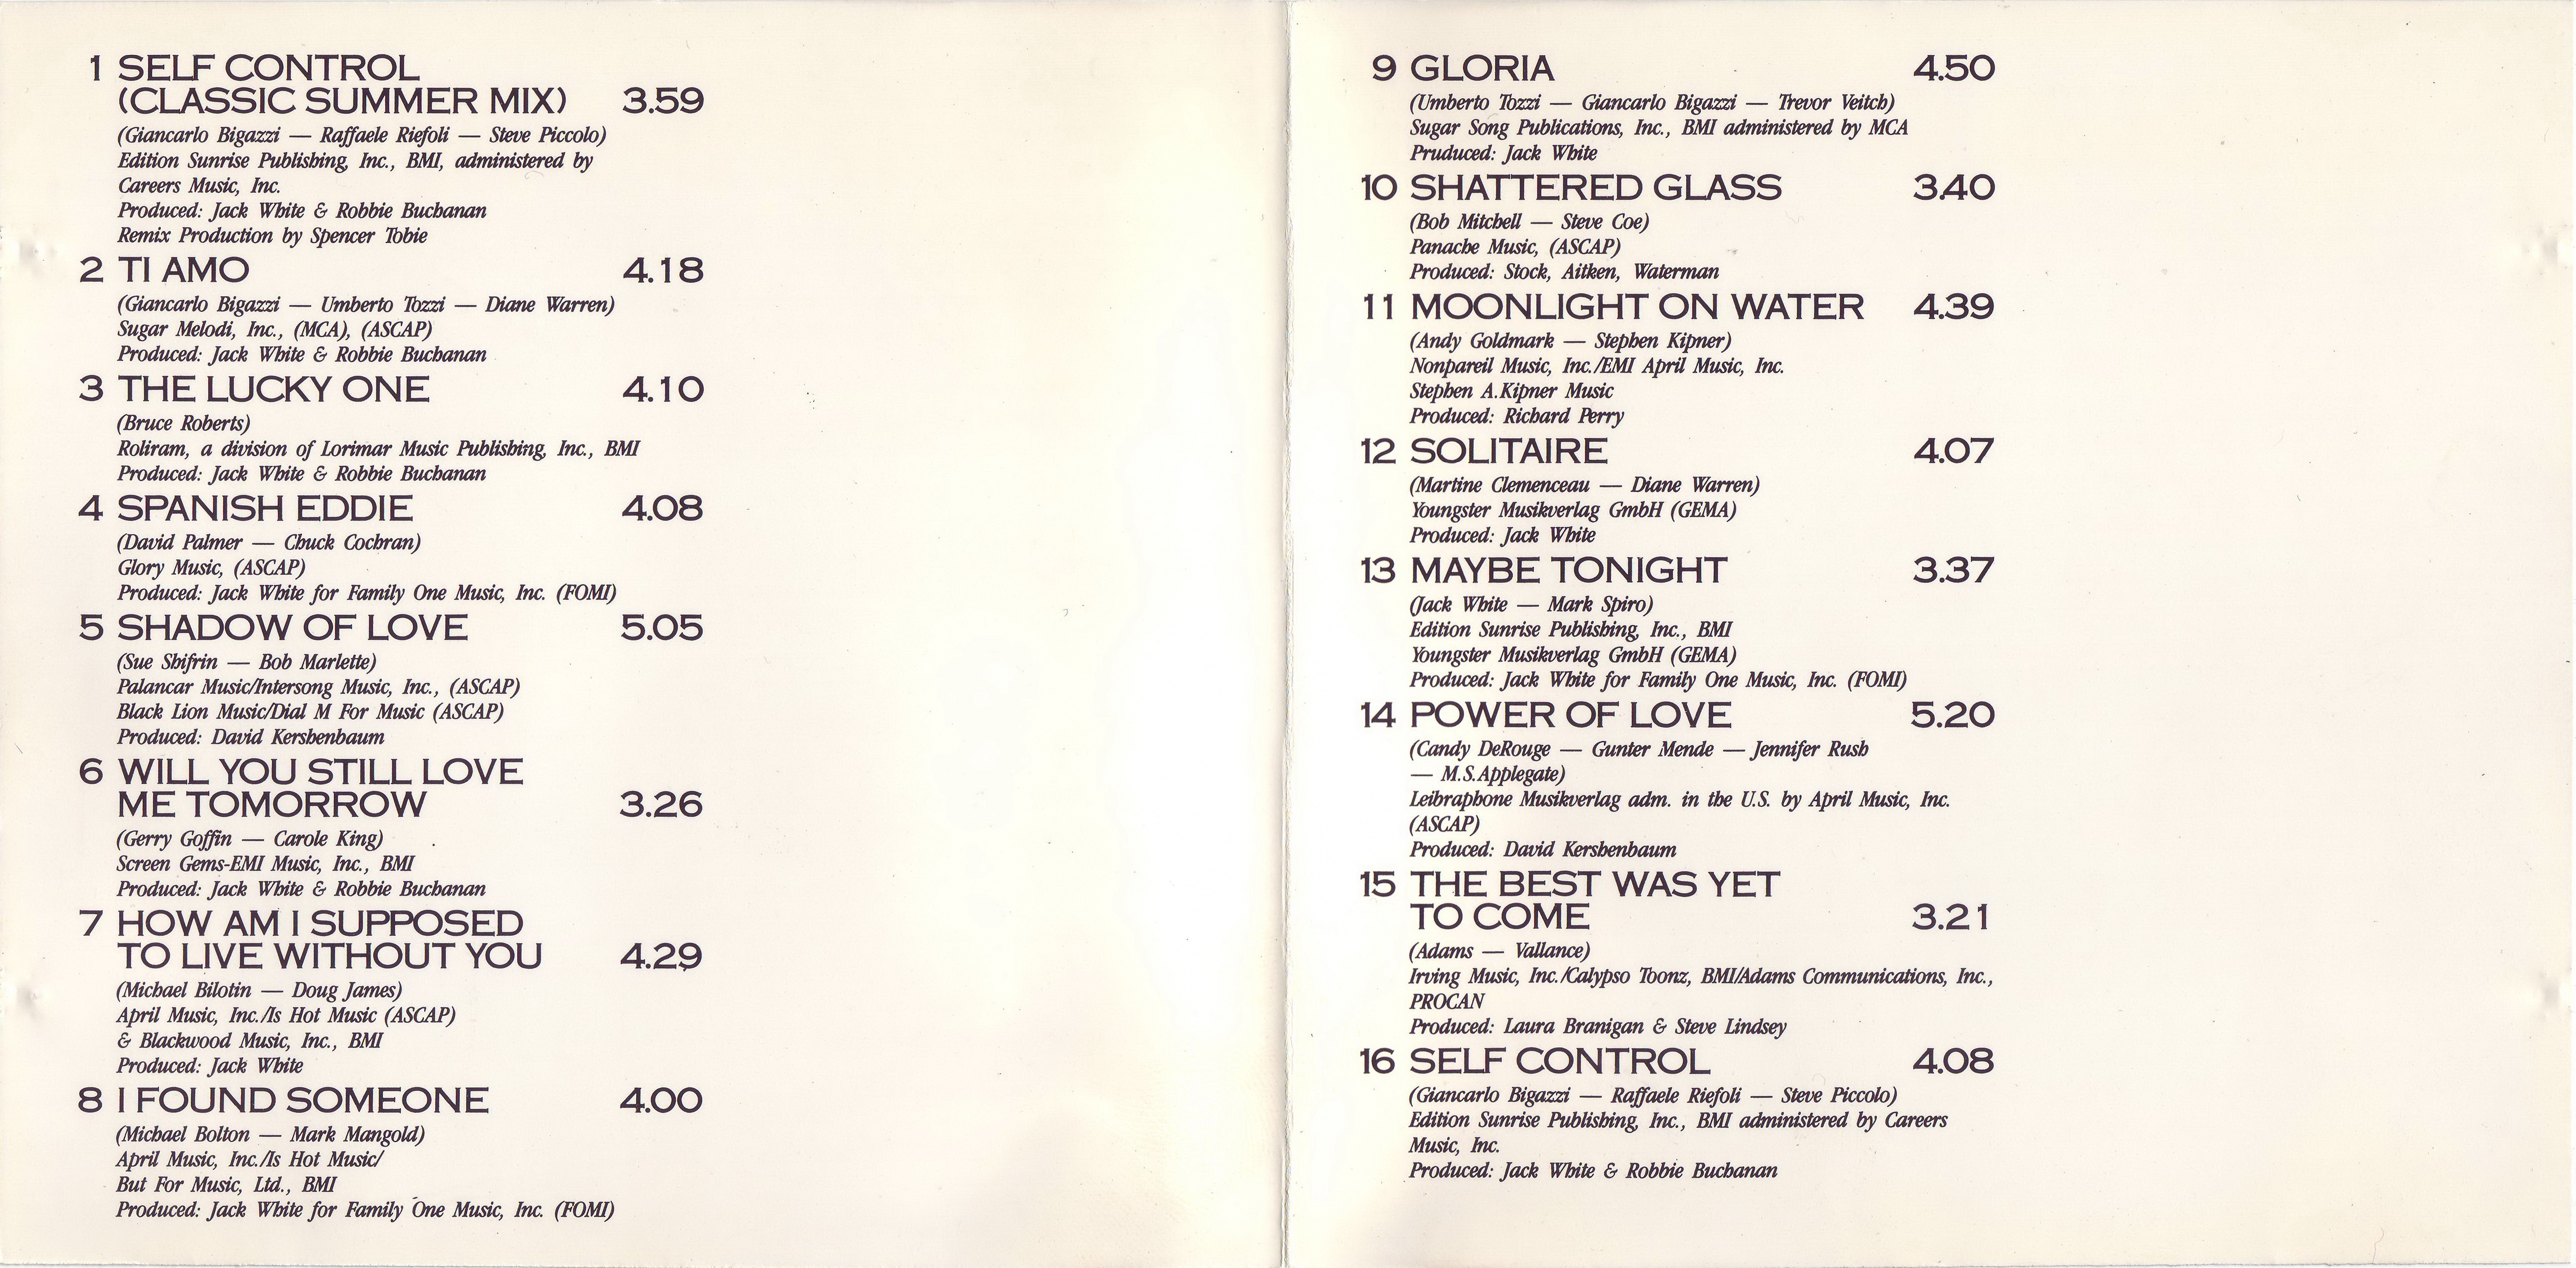 1 SELF CONTROL
(CLASSIC SUMMER MIX) 3.59
(Giancarlo Bigazzi — Raffaele Riefoli — Steve Piccolo)
Edition Sunrise Publishing, Inc., BMI, administered by
Careers Music, Inc.
Produced: Jack White & Robbie Buchanan
Remix Production by Spencer Tobie
2 TI AMO 4.18
(Giancarlo Bigazzi — Umberto Tozzi — Diane Warren)
Sugar Melodi, Inc., (MCA), (ASCAP)
Produced: Jack White & Robbie Buchanan
3 THE LUCKY ONE 4.10
(Bruce Roberts)
Roliram, a division of Lorimar Music Publishing, Inc., BMI
Produced: Jack White & Robbie Buchanan
4 SPANISH EDDIE 4.08
(David Palmer — Chuck Cochran)
Glory Music, (ASCAP)
Produced: Jack White for Family One Music, Inc. (FOMI)
5 SHADOW OF LOVE 5.05
(Sue Shifrin — Bob Marlette)
Palancar Music/Intersong Music, Inc., (ASCAP)
Black Lion Music/Dial M For Music (ASCAP)
Produced: David Kershenbaum
6 WILL YOU STILL LOVE
ME TOMORROW 3.26
(Gerry Goffin — Carole King)
Screen Gems-EMI Music, Inc., BMI
Produced: Jack White & Robbie Buchanan
7 HOW AM I SUPPOSED
TO LIVE WITHOUT YOU 4.29
(Michael Bilotin — Doug James)
April Music, Inc./Is Hot Music (ASCAP)
& Blackwood Music, Inc., BMI
Produced: Jack White
8 I FOUND SOMEONE 4.00
(Michael Bolton — Mark Mangold)
April Music, Inc./Is Hot Music/
But For Music, Ltd., BMI
Produced: Jack White for Family One Music, Inc. (FOMI)
9 GLORIA 4.50
(Umberto Tozzi — Giancarlo Bigazzi — Trevor Veitch)
Sugar Song Publications, Inc., BMI administered by MCA
Pruduced: Jack White
10 SHATTERED GLASS 3.40
(Bob Mitchell — Steve Coe)
Panache Music, (ASCAP)
Produced: Stock, Aitken, Waterman
11 MOONLIGHT ON WATER 4.39
(Andy Goldmark — Stephen Kipner)
Nonpareil Music, Inc./EMI April Music, Inc.
Stephen A.Kipner Music
Produced: Richard Perry
12 SOLITAIRE 4.07
(Martine Clemenceau — Diane Warren)
Youngster Musikverlag GmbH (GEMA)
Produced: Jack White
13 MAYBE TONIGHT 3.37
(Jack White — Mark Spiro)
Edition Sunrise Publishing, Inc., BMI
Youngster Musikverlag GmbH (GEMA)
Produced: Jack White for Family One Music, Inc. (FOMI)
14 POWER OF LOVE 5.20
(Candy DeRouge — Gunter Mende — Jennifer Rush
— M.S.Applegate)
Leibraphone Musikverlag adm. in the U.S. by April Music, Inc.
(ASCAP)
Produced: David Kershenbaum
15 THE BEST WAS YET
TO COME 3.21
(Adams — Vallance)
Irving Music, Inc./Calypso Toonz, BMI/Adams Communications, Inc.,
PROCAN
Produced: Laura Branigan & Steve Lindsey
16 SELF CONTROL 4.08
(Giancarlo Bigazzi — Raffaele Riefoli — Steve Piccolo)
Edition Sunrise Publishing, Inc., BMI administered by Careers
Music, Inc.
Produced: Jack White & Robbie Buchanan